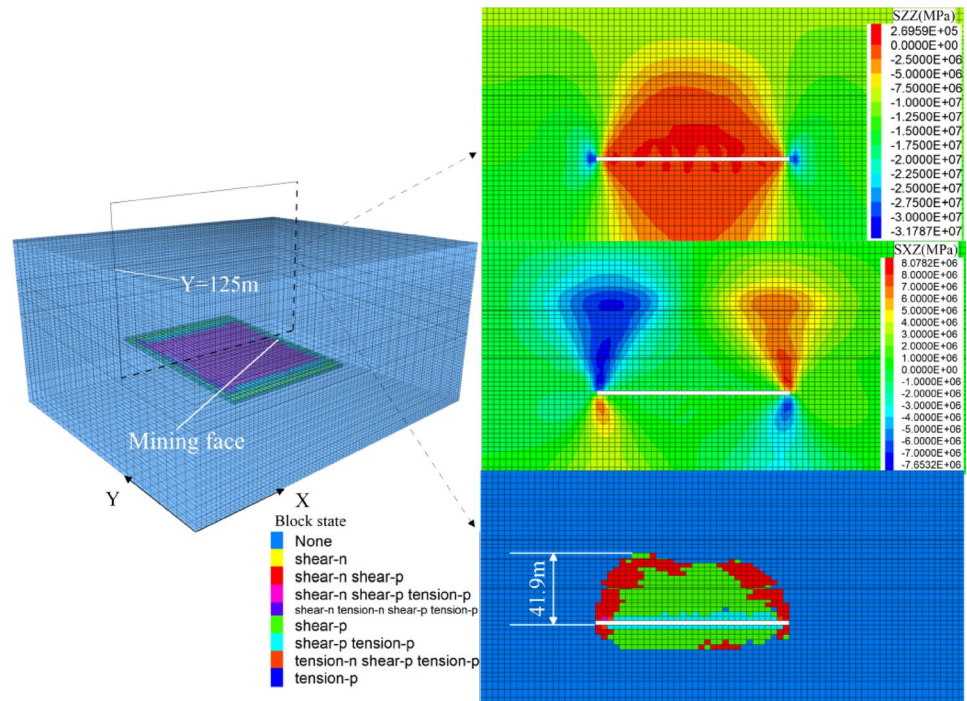 Y=125m
Mining face
Y
X
Block state
None
shear-n
shear-n shear-p
shear-n shear-p tension-p
shear-n tension-n shear-p tension-p
shear-p
shear-p tension-p
tension-n shear-p tension-p
tension-p
SZZ(MPa)
2.6959E+05
0.0000E+00
-2.5000E+06
-5.0000E+06
-7.5000E+06
-1.0000E+07
-1.2500E+07
-1.7500E+07
-2.0000E+07
-2.5000E+07
-2.7500E+07
-3.0000E+07
-3.1787E+07
SXZ(MPa)
8.0782E+06
8.0000E+06
7.0000E+06
6.0000E+06
5.0000E+06
4.0000E+06
3.0000E+06
2.0000E+06
1.0000E+06
0.0000E+00
-1.0000E+06
-2.0000E+06
-3.0000E+06
-4.0000E+06
-5.0000E+06
-6.0000E+06
-7.0000E+06
-7.6532E+06
41.9m